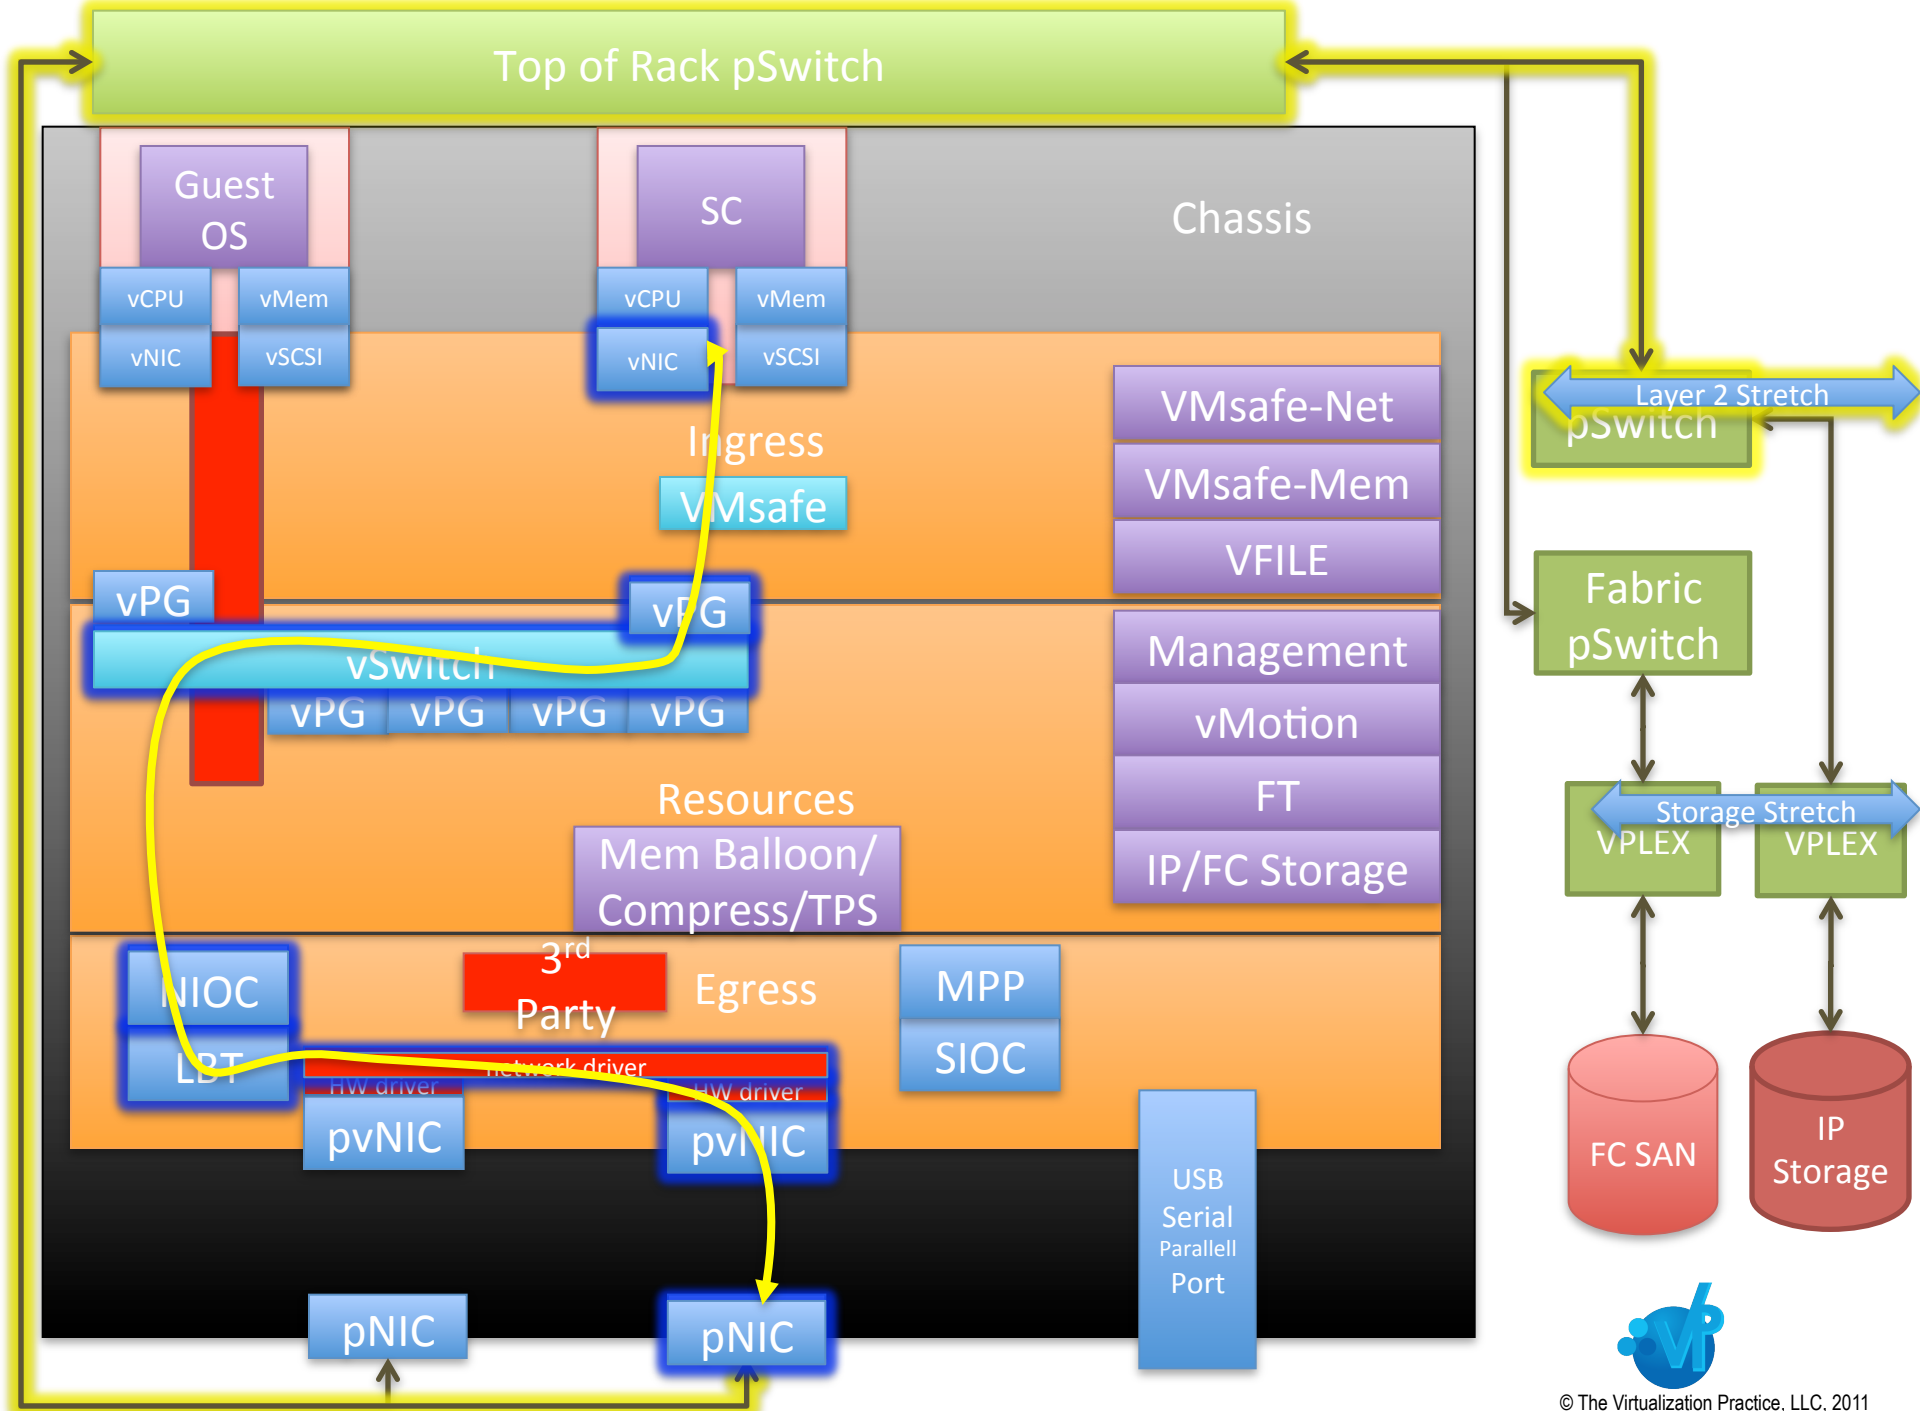 Top of Rack pSwitch
Guest
OS
SC
Chassis
vCPU
vMem
vCPU
vMem
vNIC
vSCSI
vNIC
vSCSI
Layer 2 Stretch
pSwitch
VMsafe-Net
Ingress
VMsafe-Mem
VMsafe
VFILE
vPG
vPG
Fabric
pSwitch
Management
vSwitch
vPG
vPG
vPG
vPG
vMotion
Resources
FT
Storage Stretch
VPLEX
VPLEX
Mem Balloon/
Compress/TPS
IP/FC Storage
3rd
Party
NIOC
Egress
MPP
LBT
network driver
SIOC
HW driver
HW driver
pvNIC
pvNIC
FC SAN
IP
Storage
USB
Serial
Parallell
Port
pNIC
pNIC
VP
© The Virtualization Practice, LLC, 2011